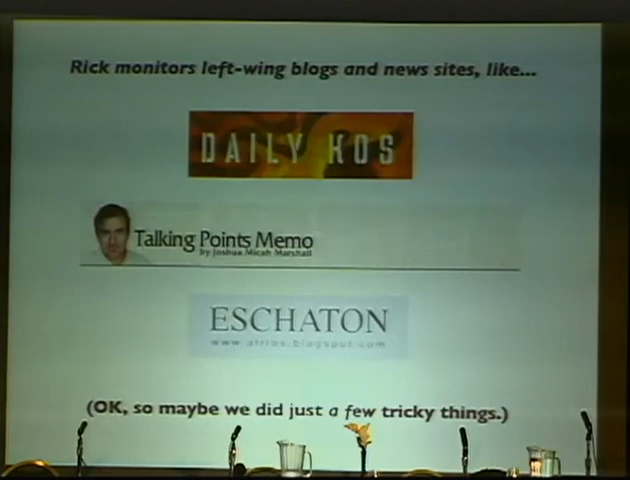 Rick monitors left-wing blogs and news sites, like...
DAILY KOS
Talking Points Memo
by Joshua Micah Marshall
ESCHATON
www.atrios.blogspot.com
(OK, so maybe we did just a few tricky things.)